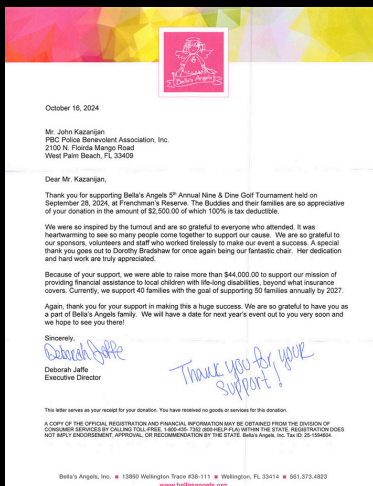 Bella's Angels
October 16, 2024
Mr. John Kazanijan
PBC Police Benevolent Association, Inc.
2100 N. Floirda Mango Road
West Palm Beach, FL 33409
Dear Mr. Kazanijan,
Thank you for supporting Bella's Angels 5th Annual Nine & Dine Golf Tournament held on
September 28, 2024, at Frenchman's Reserve. The Buddies and their families are so appreciative
of your donation in the amount of $2,500.00 of which 100% is tax deductible.
We were so inspired by the turnout and are so grateful to everyone who attended. It was
heartwarming to see so many people come together to support our cause. We are so grateful to
our sponsors, volunteers and staff who worked tirelessly to make our event a success. A special
thank you goes out to Dorothy Bradshaw for once again being our fantastic chair. Her dedication
and hard work are truly appreciated.
Because of your support, we were able to raise more than $44,000.00 to support our mission of
providing financial assistance to local children with life-long disabilities, beyond what insurance
covers. Currently, we support 40 families with the goal of supporting 50 families annually by 2027.
Again, thank you for your support in making this a huge success. We are so grateful to have you as
a part of Bella's Angels family. We will have a date for next year's event out to you very soon and
we hope to see you there!
Sincerely,
Deborah Jaffe
Deborah Jaffe
Executive Director
Thank you for your
support!
This letter serves as your receipt for your donation. You have received no goods or services for this donation.
A COPY OF THE OFFICIAL REGISTRATION AND FINANCIAL INFORMATION MAY BE OBTAINED FROM THE DIVISION OF
CONSUMER SERVICES BY CALLING TOLL-FREE, 1-800-435- 7352 (800-HELP-FLA) WITHIN THE STATE. REGISTRATION DOES
NOT IMPLY ENDORSEMENT, APPROVAL, OR RECOMMENDATION BY THE STATE. Bella's Angels, Inc. Tax ID: 25-1594604.
Bella's Angels, Inc. ■ 13860 Wellington Trace #38-111 ■ Wellington, FL 33414 ■ 561.373.4823
www.bellasangels.org